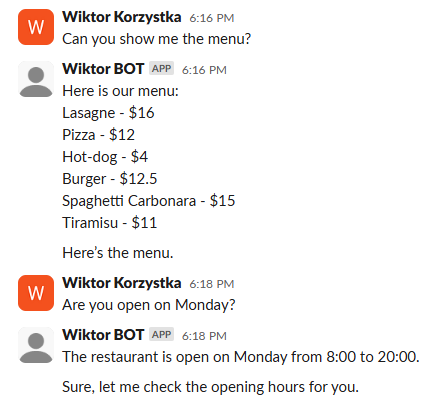 Wiktor Korzystka 6:16 PM
W
Can you show me the menu?
Wiktor BOT APP 6:16 PM
Here is our menu:
Lasagne - $16
Pizza - $12
Hot-dog - $4
Burger - $12.5
Spaghetti Carbonara - $15
Tiramisu - $11
Here's the menu.
Wiktor Korzystka 6:18 PM
W
Are you open on Monday?
Wiktor BOT APP 6:18 PM
The restaurant is open on Monday from 8:00 to 20:00.
Sure, let me check the opening hours for you.